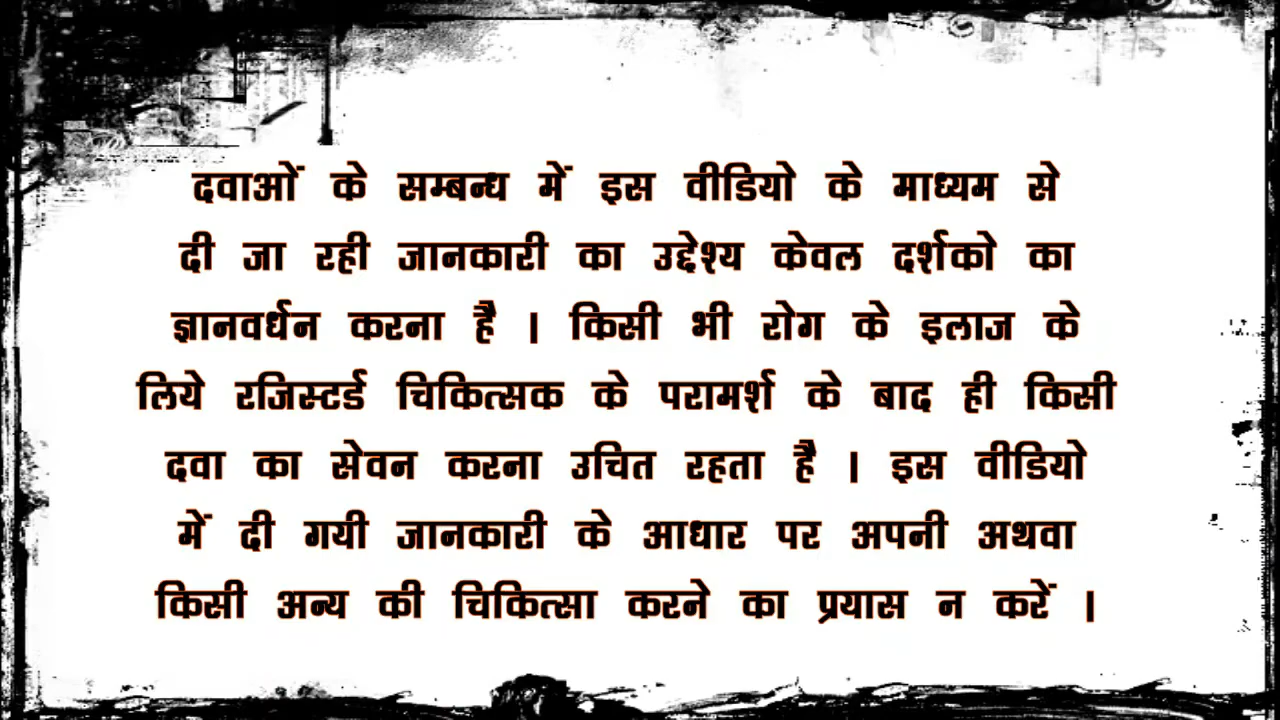 दवाओं के सम्बन्ध में इस वीडियो के माध्यम से
दी जा रही जानकारी का उद्देश्य केवल दर्शको का
ज्ञानवर्धन करना है । किसी भी रोग के इलाज के
लिये रजिस्टर्ड चिकित्सक के परामर्श के बाद ही किसी
दवा का सेवन करना उचित रहता है । इस वीडियो
में दी गयी जानकारी के आधार पर अपनी अथवा
किसी अन्य की चिकित्सा करने का प्रयास न करें ।